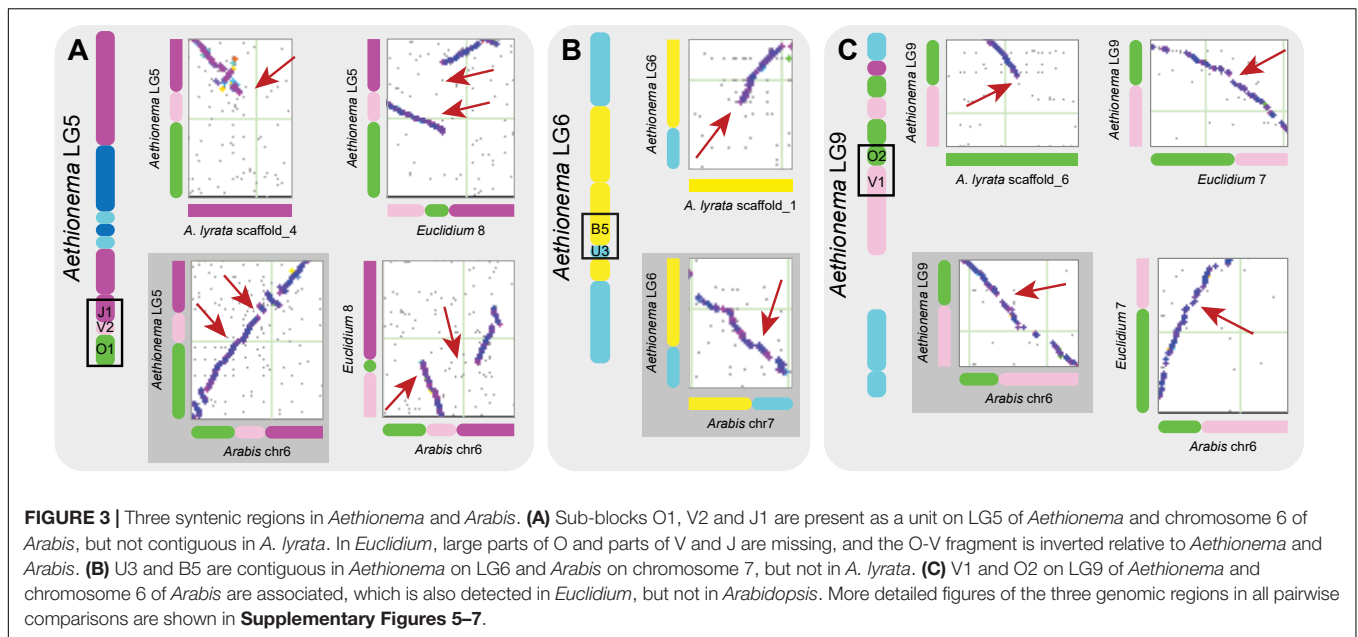 A
Aethionema LG5
J1
V2
O1
Aethionema LG5
A. lyrata scaffold_4
Aethionema LG5
Euclidium 8
Aethionema LG5
Arabis chr6
Euclidium 8
Arabis chr6
B
Aethionema LG6
B5
U3
Aethionema LG6
A. lyrata scaffold_1
Aethionema LG6
Arabis chr7
C
Aethionema LG9
O2
V1
Aethionema LG9
A. lyrata scaffold_6
Aethionema LG9
Euclidium 7
Aethionema LG9
Arabis chr6
Euclidium 7
Arabis chr6
FIGURE 3 | Three syntenic regions in Aethionema and Arabis. (A) Sub-blocks O1, V2 and J1 are present as a unit on LG5 of Aethionema and chromosome 6 of
Arabis, but not contiguous in A. lyrata. In Euclidium, large parts of O and parts of V and J are missing, and the O-V fragment is inverted relative to Aethionema and
Arabis. (B) U3 and B5 are contiguous in Aethionema on LG6 and Arabis on chromosome 7, but not in A. lyrata. (C) V1 and O2 on LG9 of Aethionema and
chromosome 6 of Arabis are associated, which is also detected in Euclidium, but not in Arabidopsis. More detailed figures of the three genomic regions in all pairwise
comparisons are shown in Supplementary Figures 5–7.